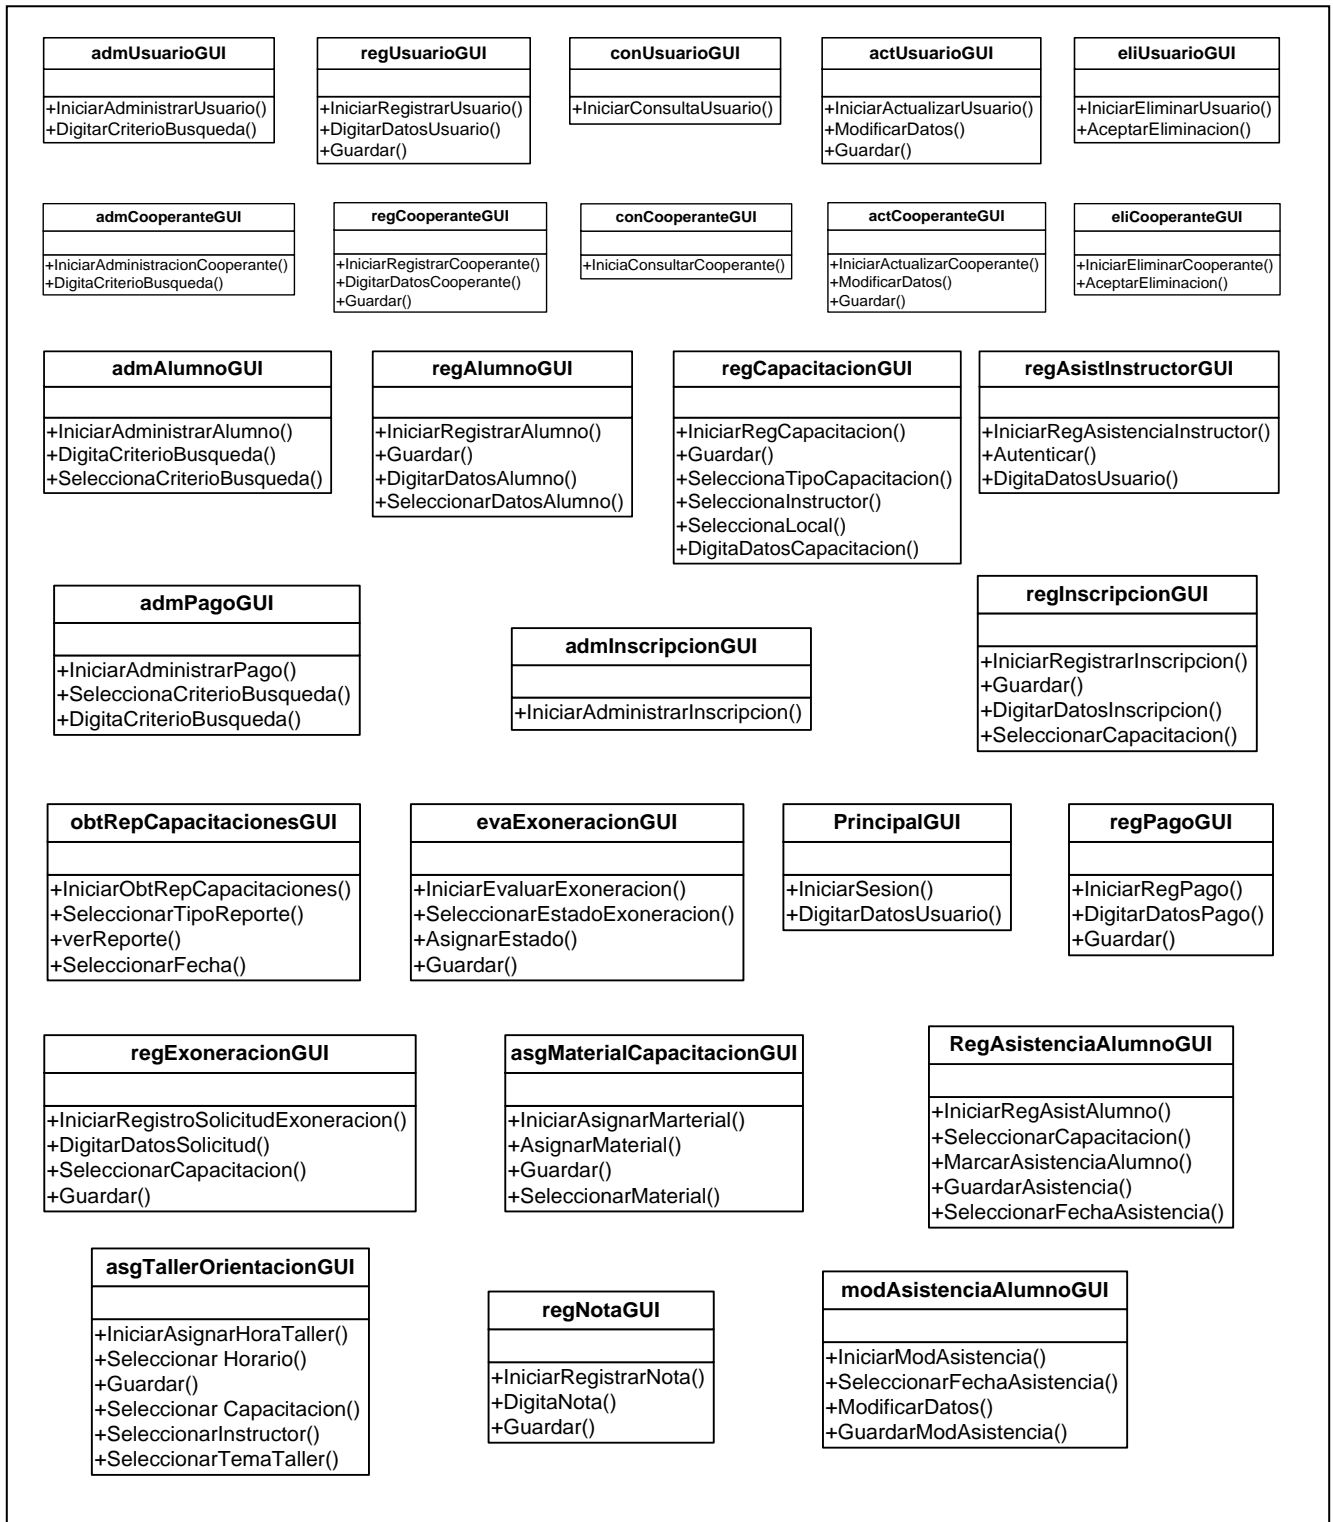 admUsuarioGUI
+IniciarAdministrarUsuario()
+DigitarCriterioBusqueda()
regUsuarioGUI
+IniciarRegistrarUsuario()
+DigitarDatosUsuario()
+Guardar()
conUsuarioGUI
+IniciarConsultaUsuario()
actUsuarioGUI
+IniciarActualizarUsuario()
+ModificarDatos()
+Guardar()
eliUsuarioGUI
+IniciarEliminarUsuario()
+AceptarEliminacion()
admCooperanteGUI
+IniciarAdministracionCooperante()
+DigitaCriterioBusqueda()
regCooperanteGUI
+IniciarRegistrarCooperante()
+DigitarDatosCooperante()
+Guardar()
conCooperanteGUI
+IniciaConsultarCooperante()
actCooperanteGUI
+IniciarActualizarCooperante()
+ModificarDatos()
+Guardar()
eliCooperanteGUI
+IniciarEliminarCooperante()
+AceptarEliminacion()
admAlumnoGUI
+IniciarAdministrarAlumno()
+DigitaCriterioBusqueda()
+SeleccionaCriterioBusqueda()
regAlumnoGUI
+IniciarRegistrarAlumno()
+Guardar()
+DigitarDatosAlumno()
+SeleccionarDatosAlumno()
regCapacitacionGUI
+IniciarRegCapacitacion()
+Guardar()
+SeleccionaTipoCapacitacion()
+SeleccionaInstructor()
+SeleccionaLocal()
+DigitaDatosCapacitacion()
regAsistInstructorGUI
+IniciarRegAsistenciaInstructor()
+Autenticar()
+DigitaDatosUsuario()
admPagoGUI
+IniciarAdministrarPago()
+SeleccionaCriterioBusqueda()
+DigitaCriterioBusqueda()
admInscripcionGUI
+IniciarAdministrarInscripcion()
regInscripcionGUI
+IniciarRegistrarInscripcion()
+Guardar()
+DigitarDatosInscripcion()
+SeleccionarCapacitacion()
obtRepCapacitacionesGUI
+IniciarObtRepCapacitaciones()
+SeleccionarTipoReporte()
+verReporte()
+SeleccionarFecha()
evaExoneracionGUI
+IniciarEvaluarExoneracion()
+SeleccionarEstadoExoneracion()
+AsignarEstado()
+Guardar()
PrincipalGUI
+IniciarSesion()
+DigitarDatosUsuario()
regPagoGUI
+IniciarRegPago()
+DigitarDatosPago()
+Guardar()
regExoneracionGUI
+IniciarRegistroSolicitudExoneracion()
+DigitarDatosSolicitud()
+SeleccionarCapacitacion()
+Guardar()
asgMaterialCapacitacionGUI
+IniciarAsignarMarterial()
+AsignarMaterial()
+Guardar()
+SeleccionarMaterial()
RegAsistenciaAlumnoGUI
+IniciarRegAsistAlumno()
+SeleccionarCapacitacion()
+MarcarAsistenciaAlumno()
+GuardarAsistencia()
+SeleccionarFechaAsistencia()
asgTallerOrientacionGUI
+IniciarAsignarHoraTaller()
+Seleccionar Horario()
+Guardar()
+Seleccionar Capacitacion()
+SeleccionarInstructor()
+SeleccionarTemaTaller()
regNotaGUI
+IniciarRegistrarNota()
+DigitaNota()
+Guardar()
modAsistenciaAlumnoGUI
+IniciarModAsistencia()
+SeleccionarFechaAsistencia()
+ModificarDatos()
+GuardarModAsistencia()